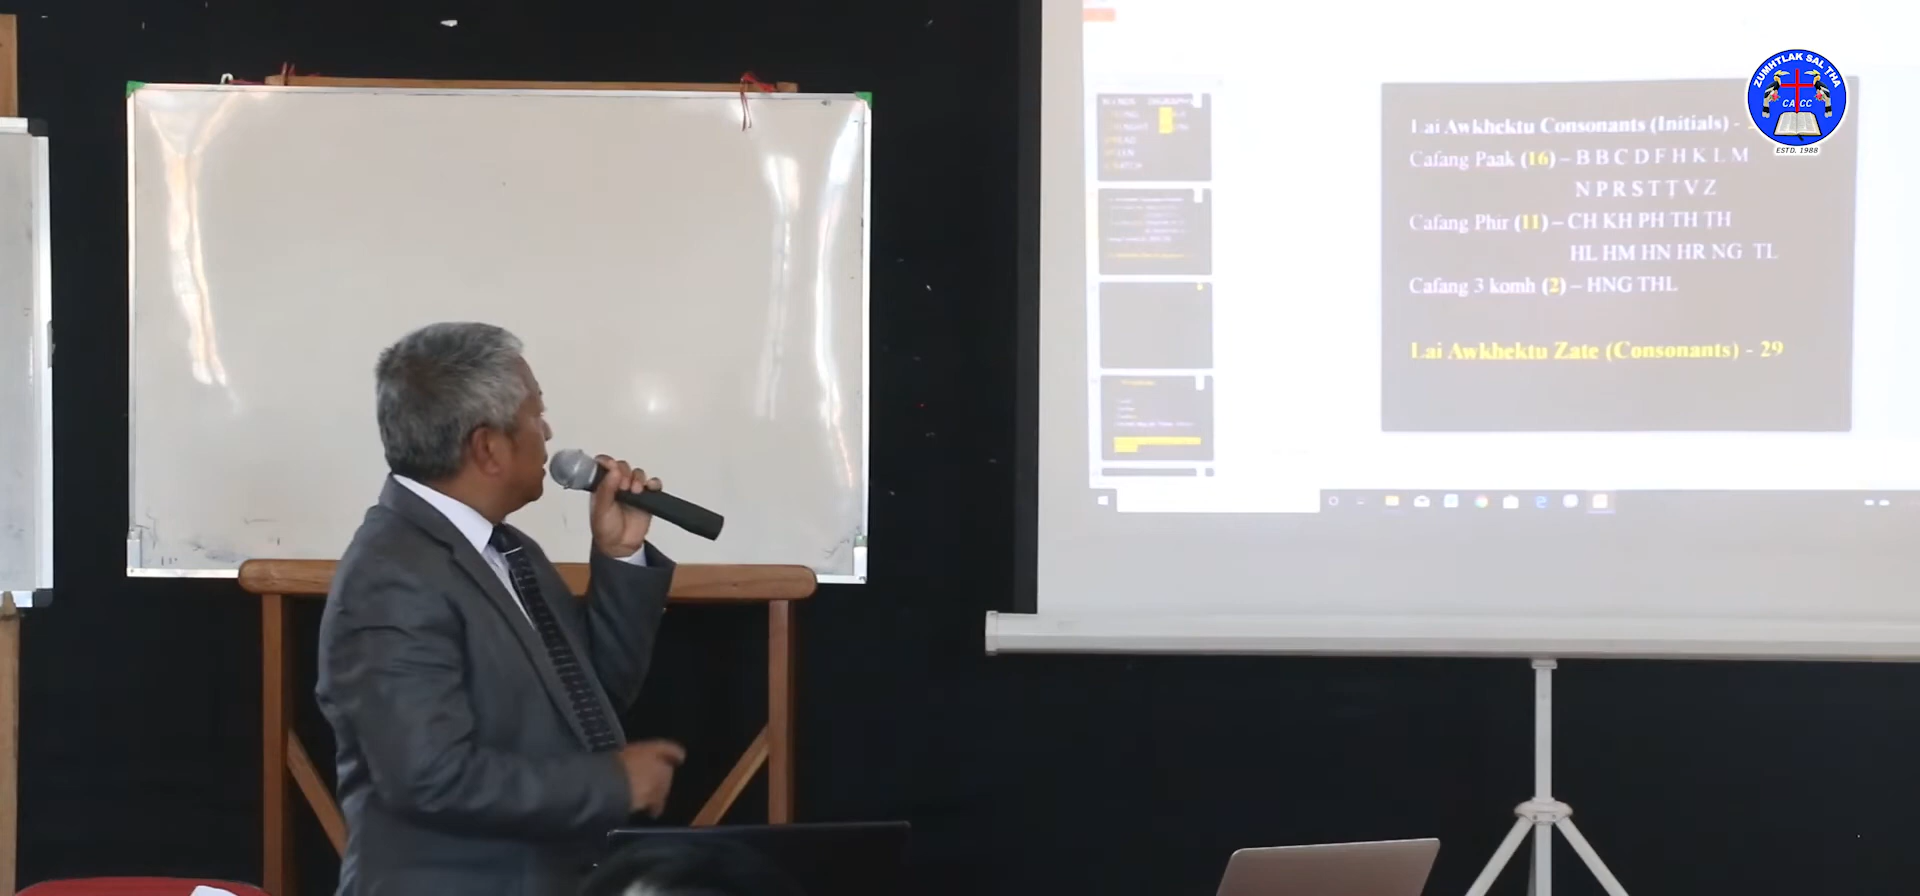 Lai Awkhektu Consonants (Initials) -
Cafang Paak (16) – B B C D F H K L M
N P R S T Ṭ V Z
Cafang Phir (11) – CH KH PH TH ṬH
HL HM HN HR NG TL
Cafang 3 komh (2) – HNG THL
Lai Awkhektu Zate (Consonants) - 29
ZUMHTLAK SAL THA
CACC
ESTD. 1988